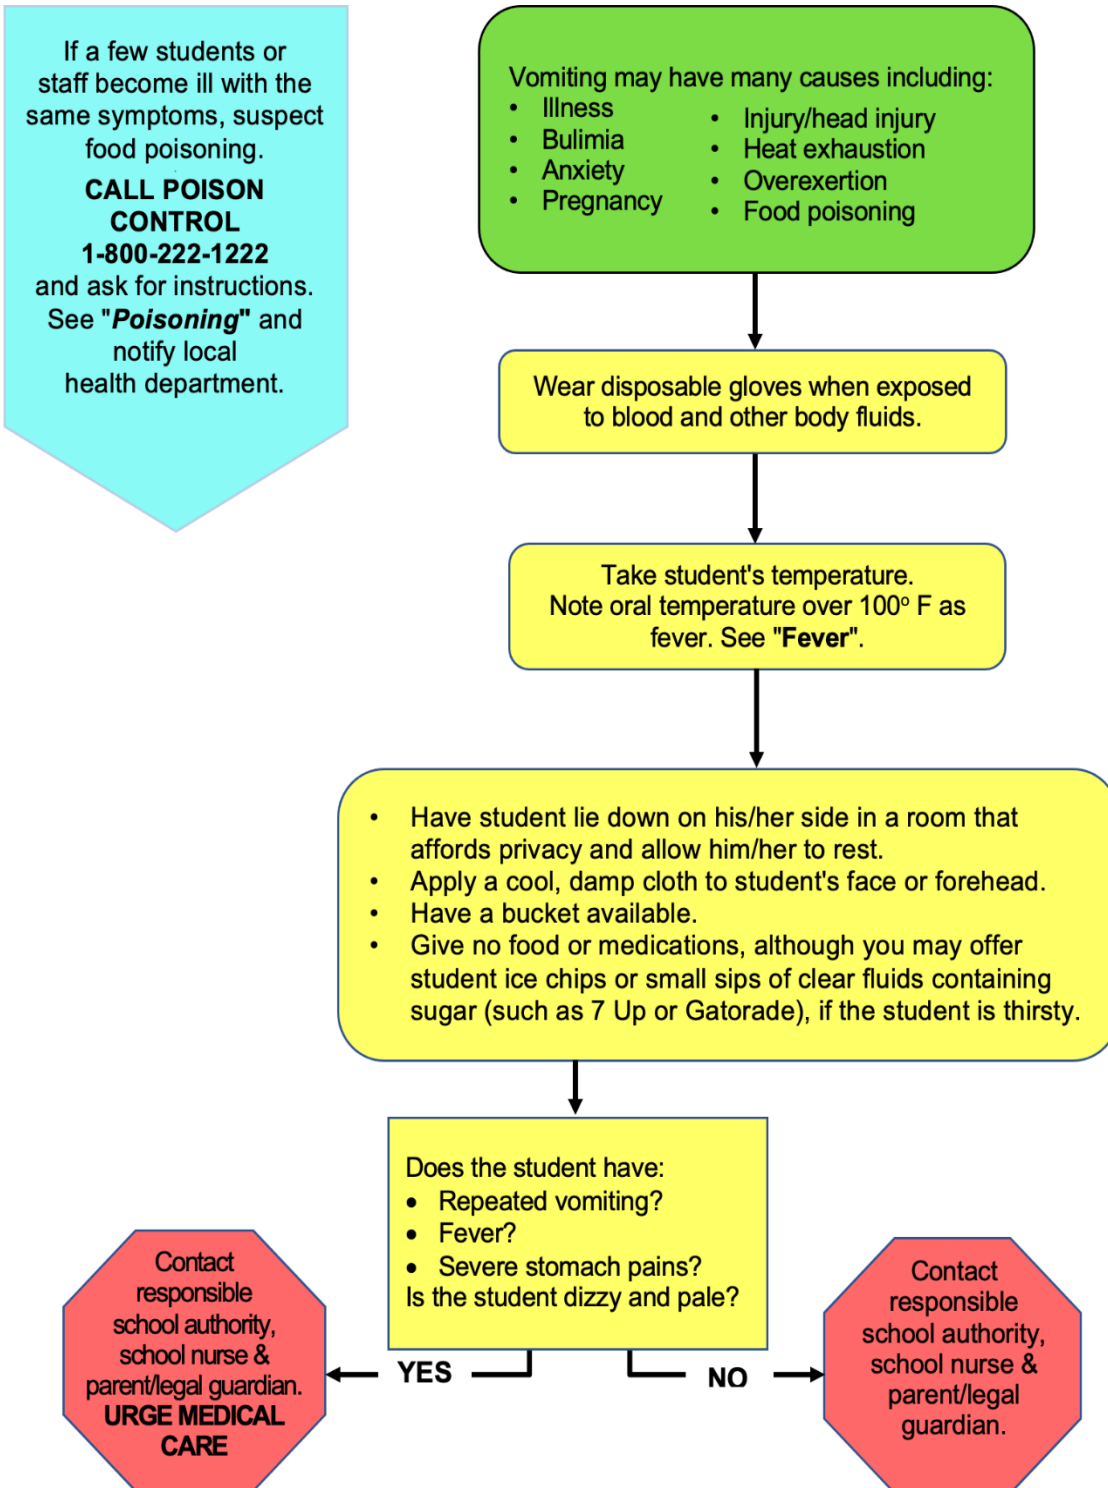 If a few students or
staff become ill with the
same symptoms, suspect
food poisoning.
CALL POISON
CONTROL
1-800-222-1222
and ask for instructions.
See "Poisoning" and
notify local
health department.
Vomiting may have many causes including:
• Illness
• Bulimia
• Anxiety
• Pregnancy
• Injury/head injury
• Heat exhaustion
• Overexertion
• Food poisoning
Wear disposable gloves when exposed
to blood and other body fluids.
Take student's temperature.
Note oral temperature over 100º F as
fever. See "Fever".
• Have student lie down on his/her side in a room that
affords privacy and allow him/her to rest.
• Apply a cool, damp cloth to student's face or forehead.
• Have a bucket available.
• Give no food or medications, although you may offer
student ice chips or small sips of clear fluids containing
sugar (such as 7 Up or Gatorade), if the student is thirsty.
Does the student have:
• Repeated vomiting?
• Fever?
• Severe stomach pains?
Is the student dizzy and pale?
YES
NO
Contact
responsible
school authority,
school nurse &
parent/legal guardian.
URGE MEDICAL
CARE
Contact
responsible
school authority,
school nurse &
parent/legal
guardian.